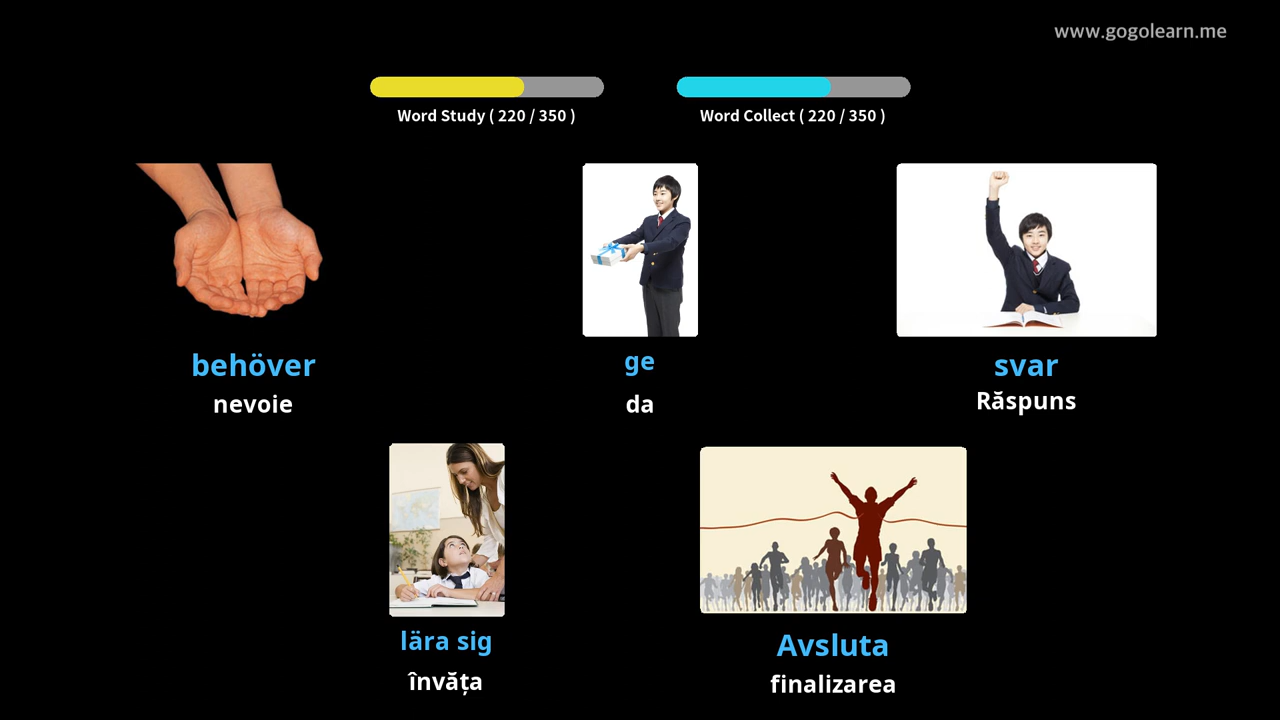 www.gogolearn.me
Word Study ( 220 / 350 )
Word Collect ( 220 / 350 )
behöver
nevoie
ge
da
svar
Răspuns
lära sig
învăța
Avsluta
finalizarea